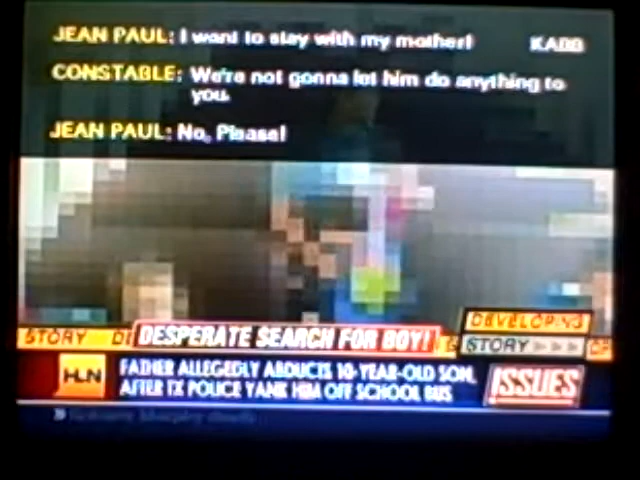 JEAN PAUL: I want to stay with my mother!
KABB
CONSTABLE: We're not gonna let him do anything to
you.
JEAN PAUL: No, Please!
DEVELOPING
STORY
DESPERATE SEARCH FOR BOY!
STORY
HLN
FATHER ALLEGEDLY ABDUCTS 10-YEAR-OLD SON,
AFTER TX POLICE YANK HIM OFF SCHOOL BUS
ISSUES